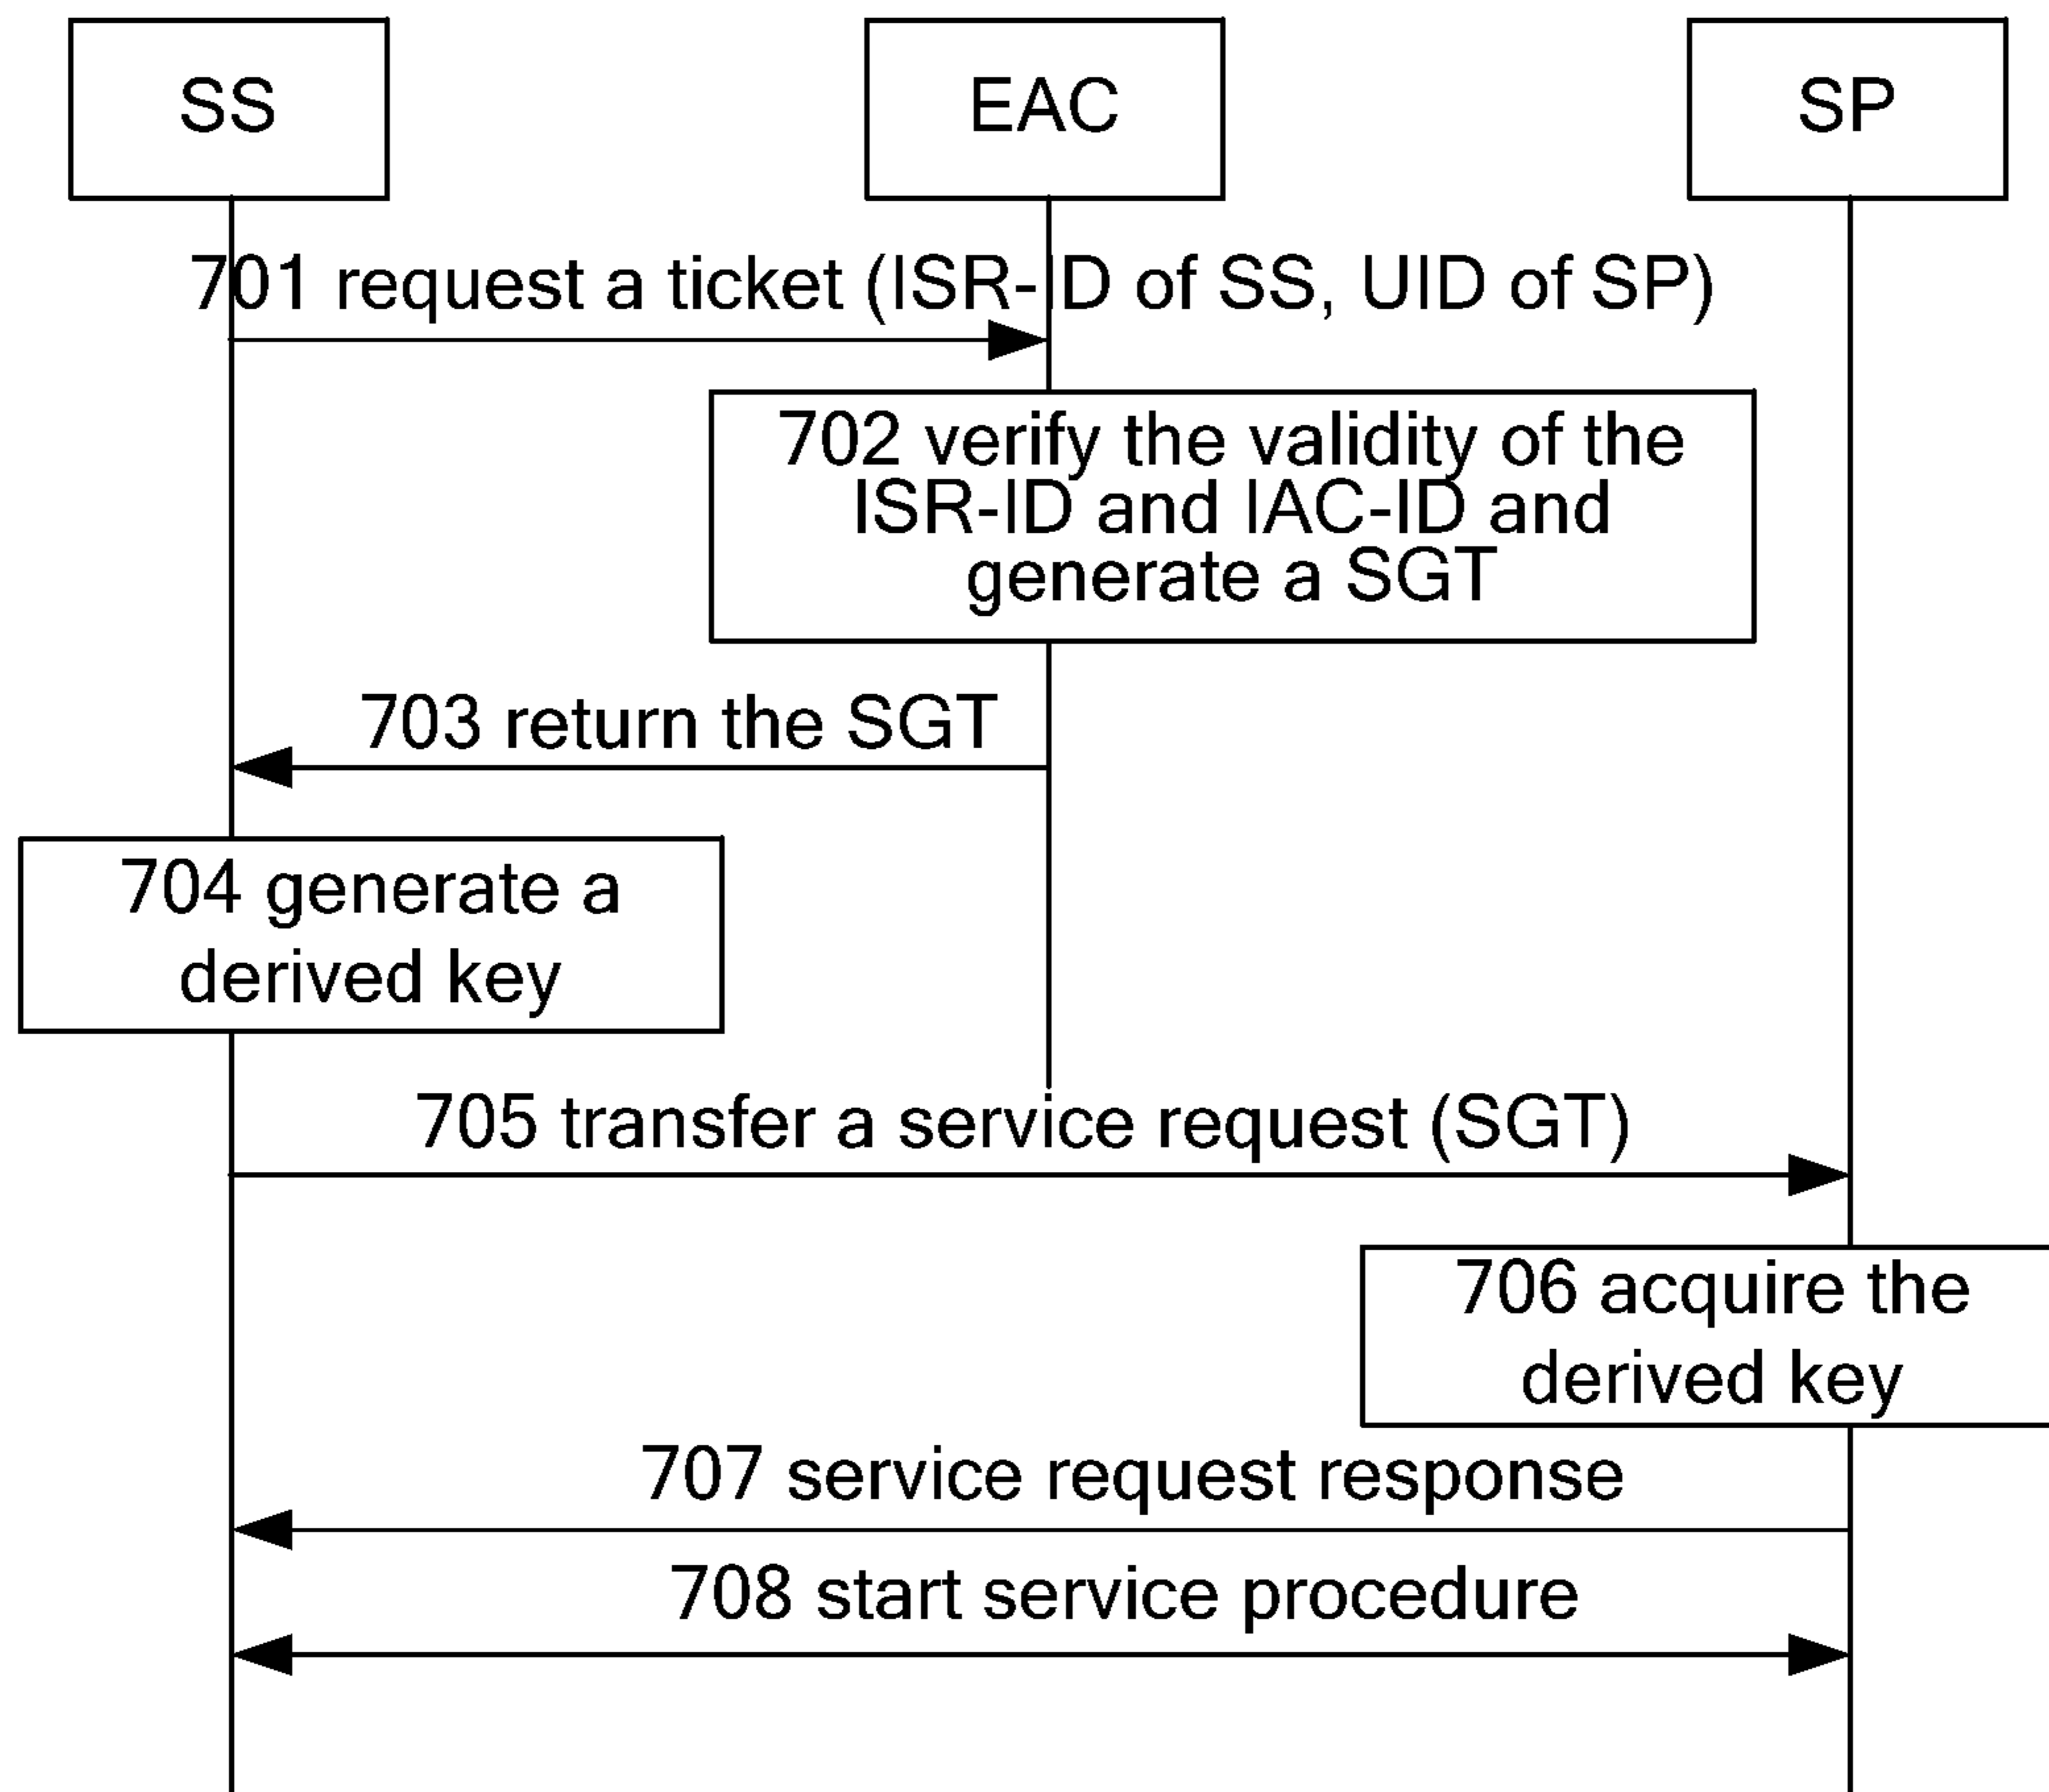 SS
EAC
SP
701 request a ticket (ISR-ID of SS, UID of SP)
702 verify the validity of the
ISR-ID and IAC-ID and
generate a SGT
703 return the SGT
704 generate a
derived key
705 transfer a service request (SGT)
706 acquire the
derived key
707 service request response
708 start service procedure